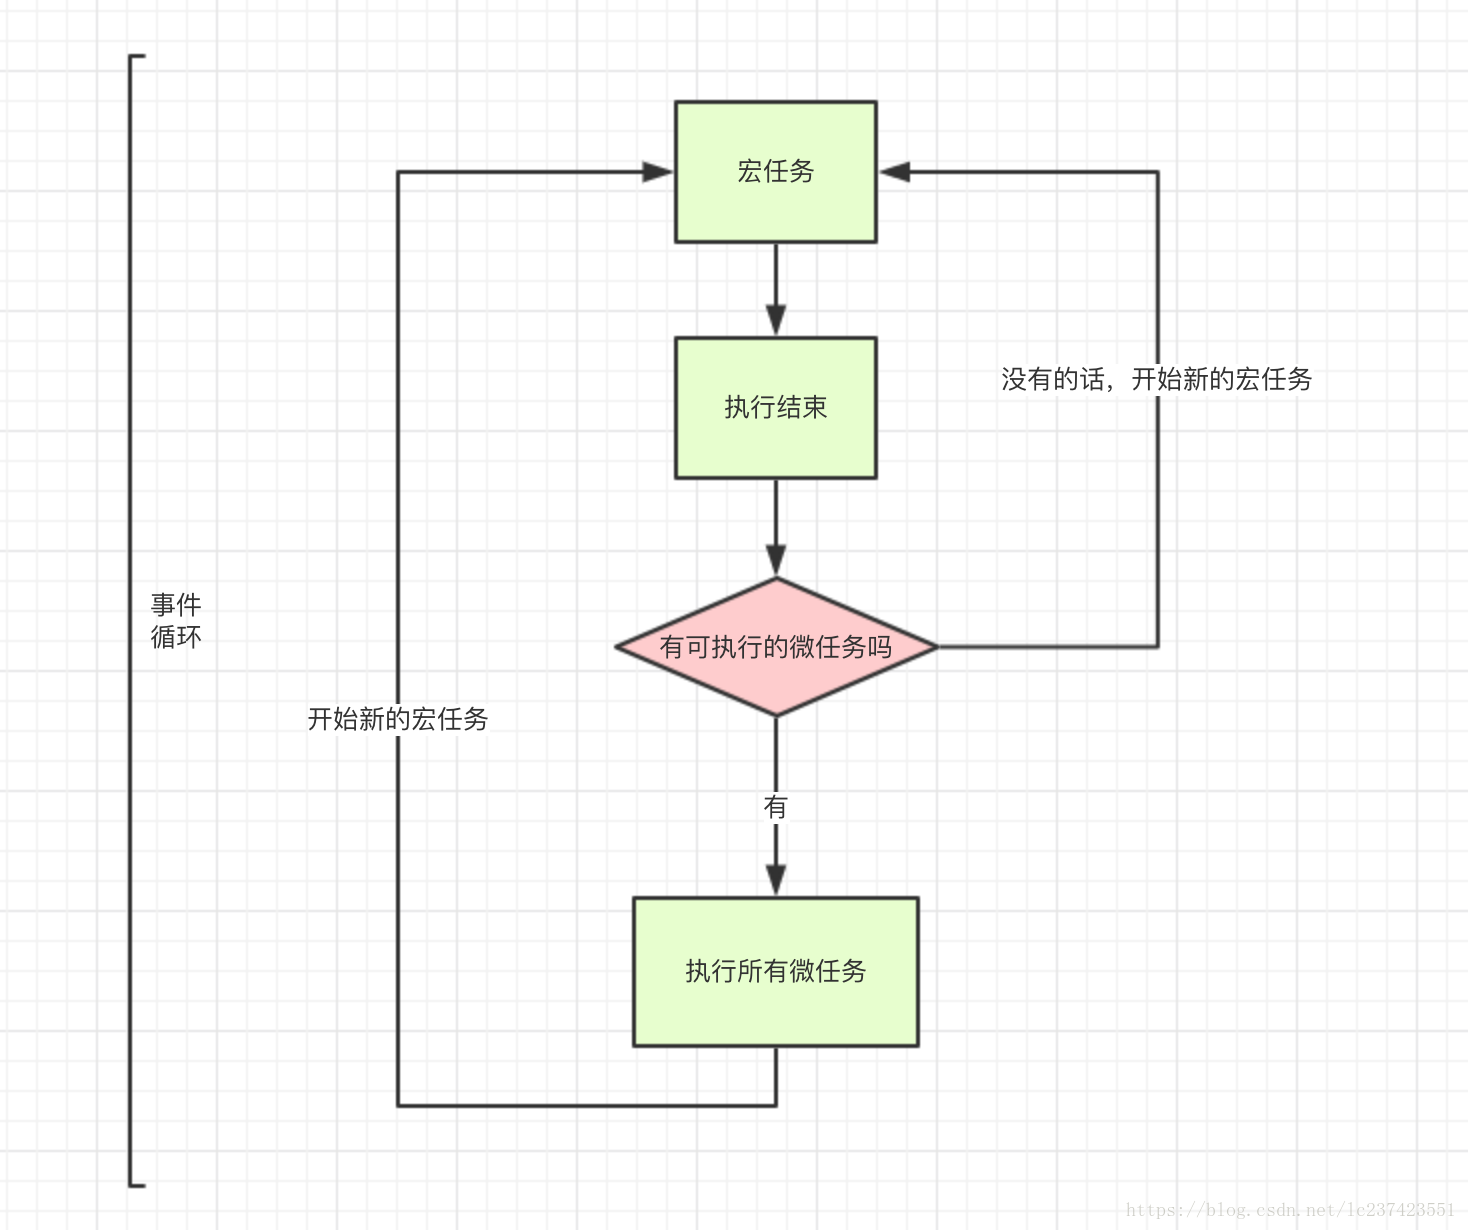 宏任务
执行结束
没有的话，开始新的宏任务
事件
循环
有可执行的微任务吗
开始新的宏任务
有
执行所有微任务
https://blog.csdn.net/lc237423551